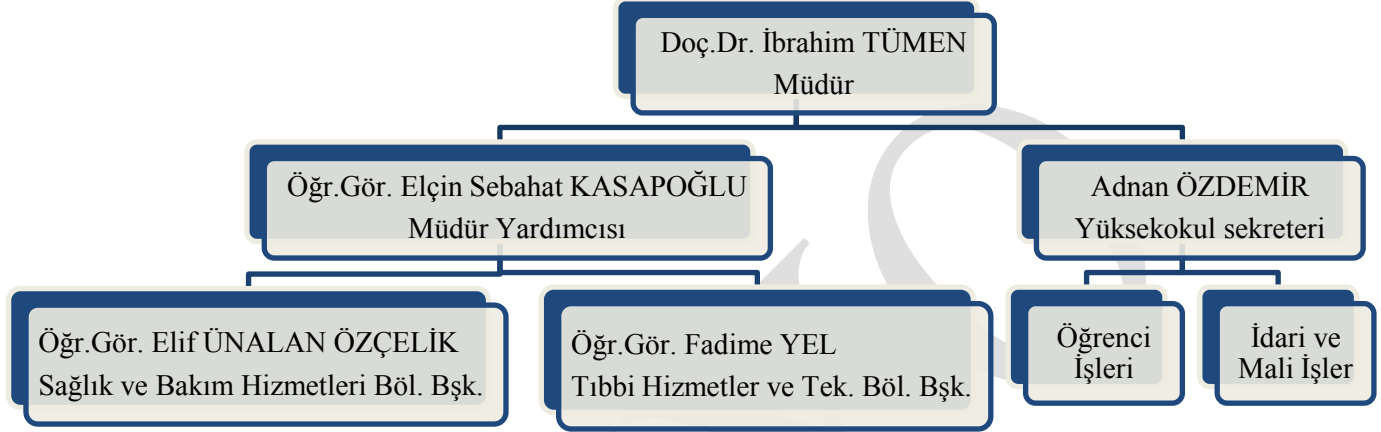 Doç.Dr. İbrahim TÜMEN
Müdür
Öğr.Gör. Elçin Sebahat KASAPOĞLU
Müdür Yardımcısı
Adnan ÖZDEMİR
Yüksekokul sekreteri
Öğr.Gör. Elif ÜNALAN ÖZÇELİK
Sağlık ve Bakım Hizmetleri Böl. Bşk.
Öğr.Gör. Fadime YEL
Tıbbi Hizmetler ve Tek. Böl. Bşk.
Öğrenci
İşleri
İdari ve
Mali İşler